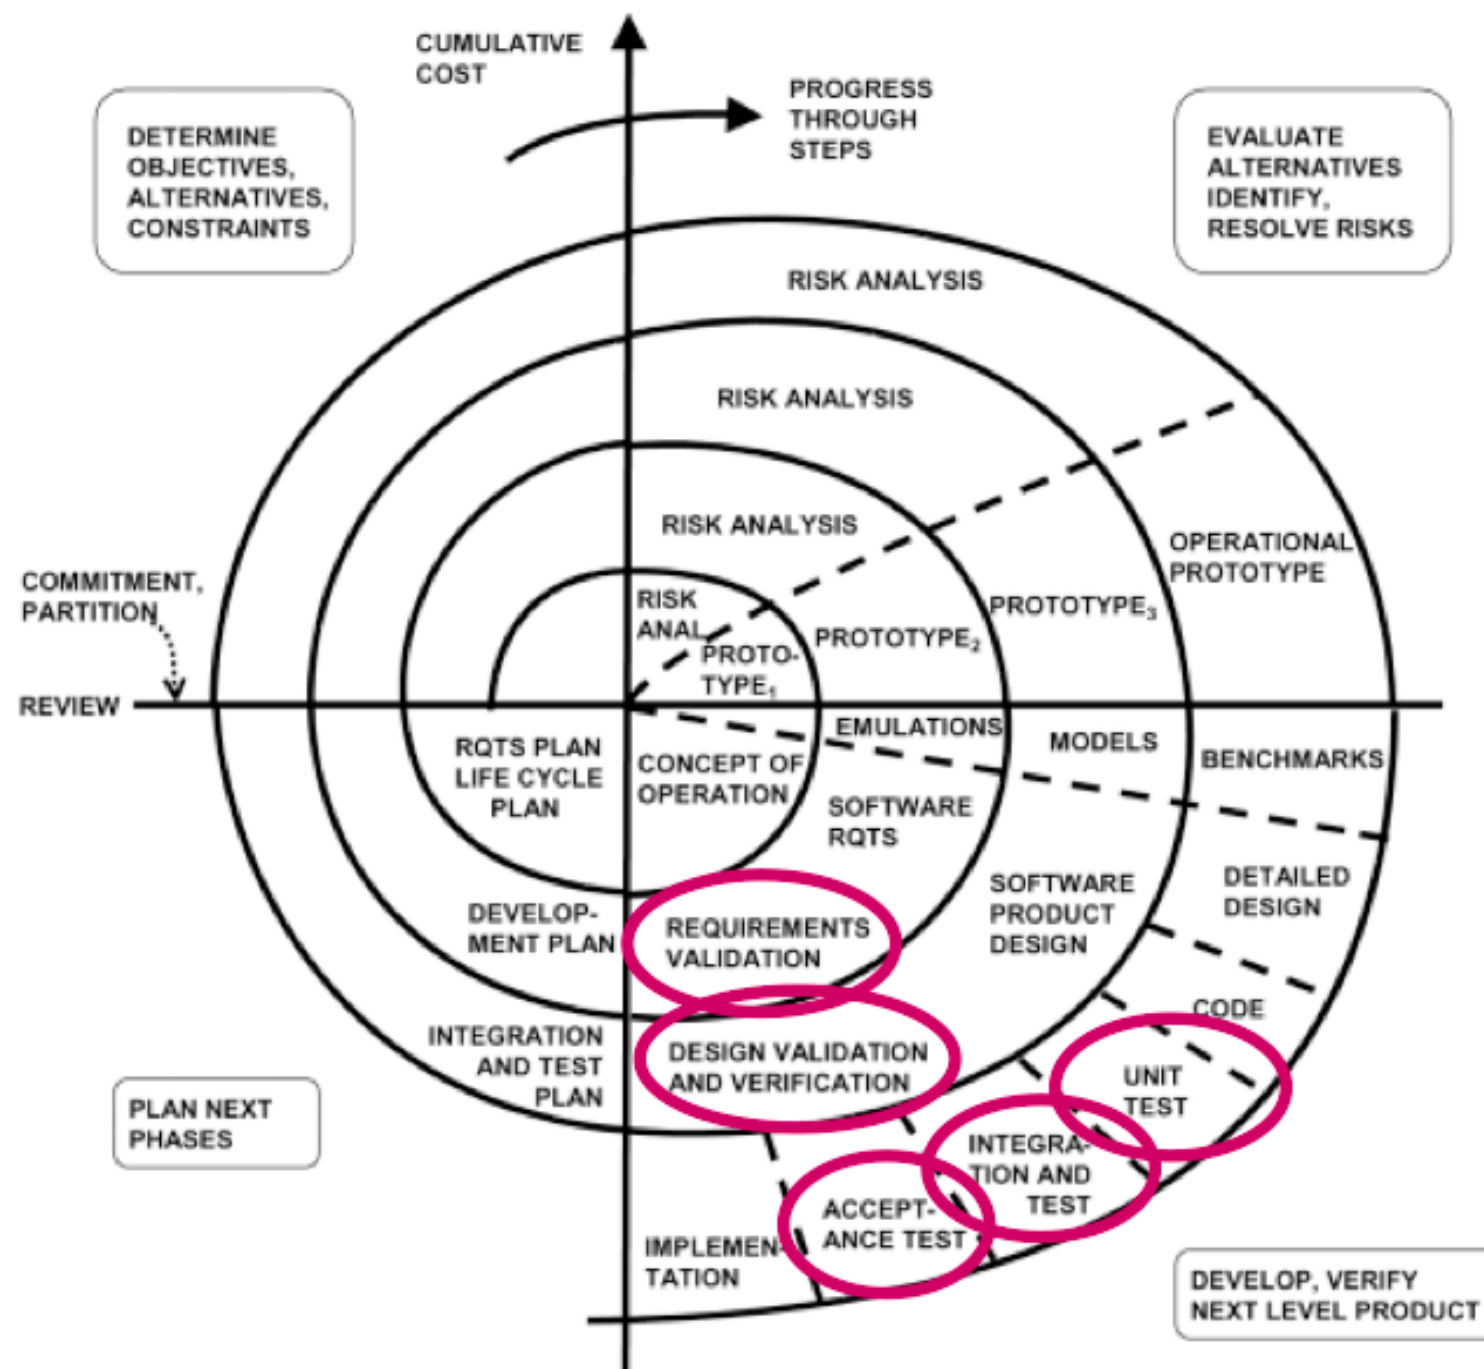 CUMULATIVE
COST
PROGRESS
THROUGH
STEPS
DETERMINE
OBJECTIVES,
ALTERNATIVES,
CONSTRAINTS
EVALUATE
ALTERNATIVES
IDENTIFY,
RESOLVE RISKS
RISK ANALYSIS
RISK ANALYSIS
RISK ANALYSIS
RISK
ANAL.
PROTO-
TYPE₁
PROTOTYPE₂
PROTOTYPE₃
OPERATIONAL
PROTOTYPE
COMMITMENT,
PARTITION
REVIEW
RQTS PLAN
LIFE CYCLE
PLAN
CONCEPT OF
OPERATION
EMULATIONS
MODELS
BENCHMARKS
SOFTWARE
RQTS
SOFTWARE
PRODUCT
DESIGN
DETAILED
DESIGN
DEVELOP-
MENT PLAN
REQUIREMENTS
VALIDATION
CODE
INTEGRATION
AND TEST
PLAN
DESIGN VALIDATION
AND VERIFICATION
UNIT
TEST
INTEGRA-
TION AND
TEST
ACCEPT-
ANCE TEST
IMPLEMEN-
TATION
PLAN NEXT
PHASES
DEVELOP, VERIFY
NEXT LEVEL PRODUCT